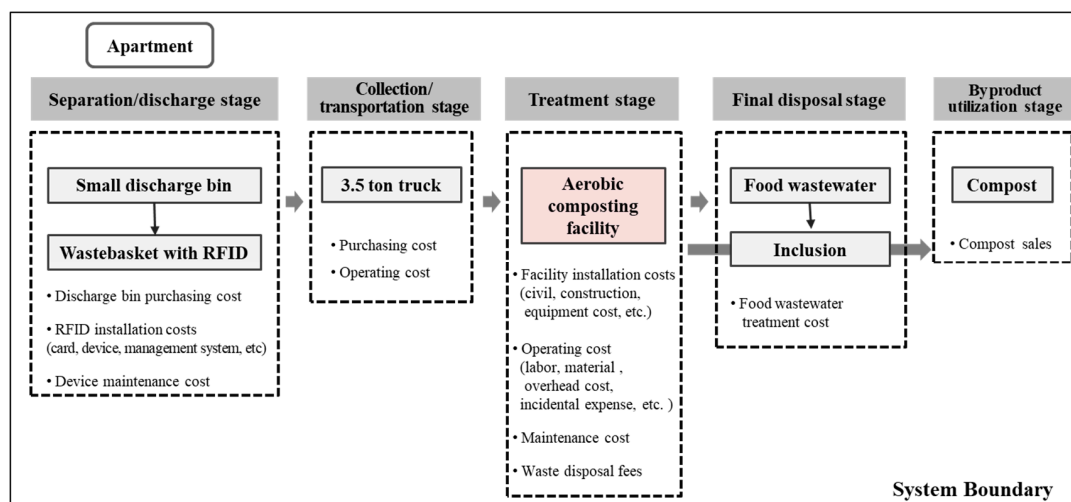 Apartment
Separation/discharge stage
Small discharge bin
Wastebasket with RFID
• Discharge bin purchasing cost
• RFID installation costs
(card, device, management system, etc)
• Device maintenance cost
Collection/
transportation stage
3.5 ton truck
• Purchasing cost
• Operating cost
Treatment stage
Aerobic
composting
facility
• Facility installation costs
(civil, construction,
equipment cost, etc.)
• Operating cost
(labor, material ,
overhead cost,
incidental expense, etc. )
• Maintenance cost
• Waste disposal fees
Final disposal stage
Food wastewater
Inclusion
• Food wastewater
treatment cost
By product
utilization stage
Compost
• Compost sales
System Boundary